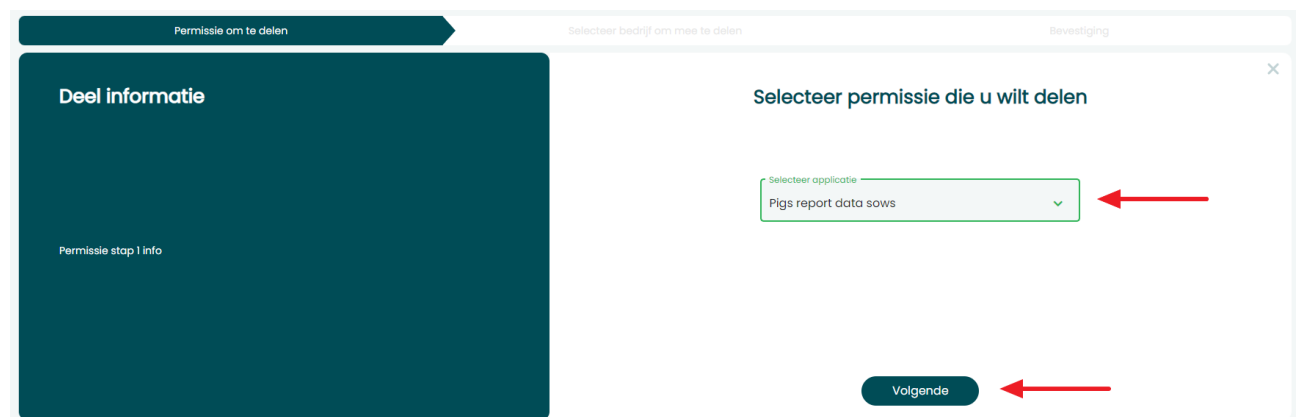 Permissie om te delen
Selecteer bedrijf om mee te delen
Bevestiging
Deel informatie
Permissie stap 1 info
Selecteer permissie die u wilt delen
Selecteer applicatie
Pigs report data sows
Volgende